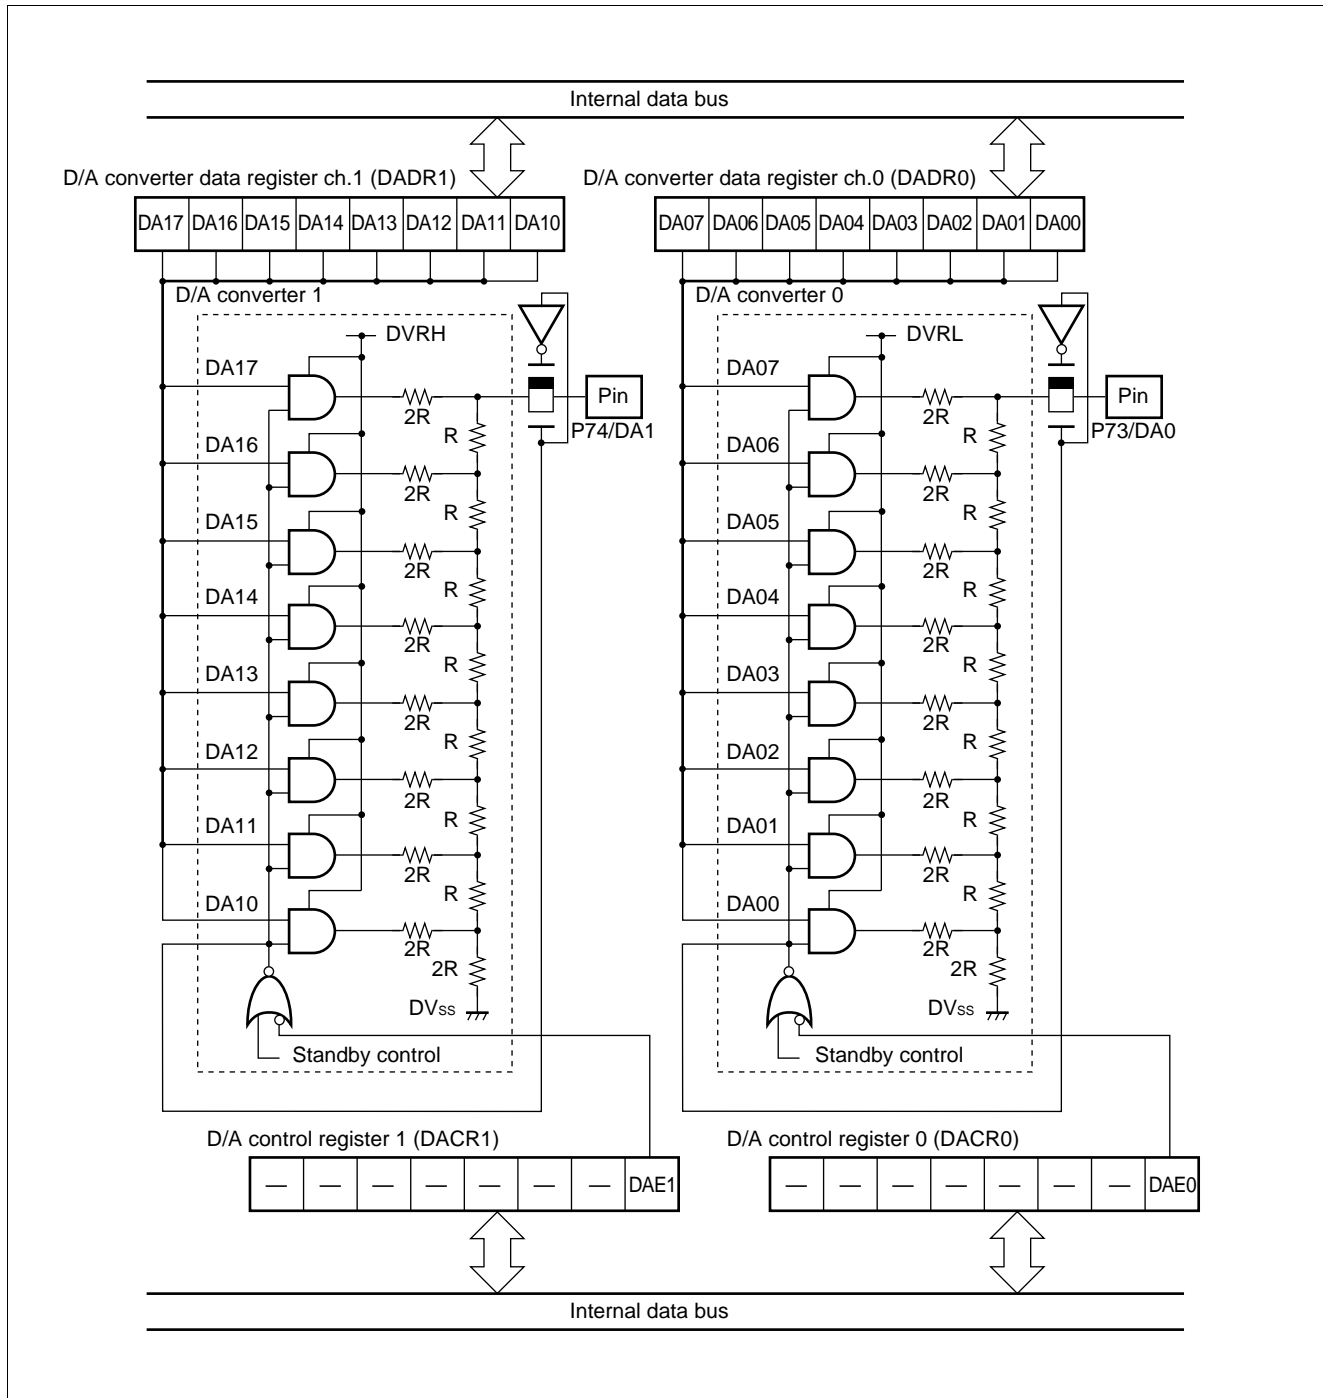 Internal data bus
D/A converter data register ch.1 (DADR1)
D/A converter data register ch.0 (DADR0)
DA17 DA16 DA15 DA14 DA13 DA12 DA11 DA10
DA07 DA06 DA05 DA04 DA03 DA02 DA01 DA00
D/A converter 1
DVRH
DA17
2R
R
Pin
P74/DA1
DA16
2R
R
DA15
2R
R
DA14
2R
R
DA13
2R
R
DA12
2R
R
DA11
2R
R
DA10
2R
2R
DVss
Standby control
D/A converter 0
DVRL
DA07
2R
R
Pin
P73/DA0
DA06
2R
R
DA05
2R
R
DA04
2R
R
DA03
2R
R
DA02
2R
R
DA01
2R
R
DA00
2R
2R
DVss
Standby control
D/A control register 1 (DACR1)
— — — — — — — DAE1
D/A control register 0 (DACR0)
— — — — — — — DAE0
Internal data bus